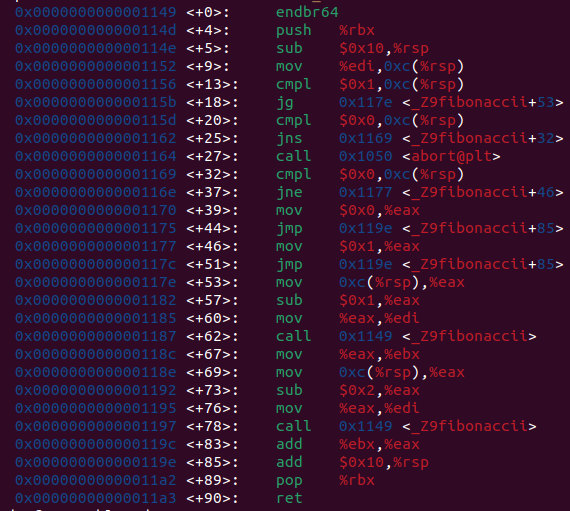 0x0000000000001149 <+0>: endbr64
0x000000000000114d <+4>: push %rbx
0x000000000000114e <+5>: sub $0x10,%rsp
0x0000000000001152 <+9>: mov %edi,0xc(%rsp)
0x0000000000001156 <+13>: cmpl $0x1,0xc(%rsp)
0x000000000000115b <+18>: jg 0x117e <_Z9fibonaccii+53>
0x000000000000115d <+20>: cmpl $0x0,0xc(%rsp)
0x0000000000001162 <+25>: jns 0x1169 <_Z9fibonaccii+32>
0x0000000000001164 <+27>: call 0x1050 <abort@plt>
0x0000000000001169 <+32>: cmpl $0x0,0xc(%rsp)
0x000000000000116e <+37>: jne 0x1177 <_Z9fibonaccii+46>
0x0000000000001170 <+39>: mov $0x0,%eax
0x0000000000001175 <+44>: jmp 0x119e <_Z9fibonaccii+85>
0x0000000000001177 <+46>: mov $0x1,%eax
0x000000000000117c <+51>: jmp 0x119e <_Z9fibonaccii+85>
0x000000000000117e <+53>: mov 0xc(%rsp),%eax
0x0000000000001182 <+57>: sub $0x1,%eax
0x0000000000001185 <+60>: mov %eax,%edi
0x0000000000001187 <+62>: call 0x1149 <_Z9fibonaccii>
0x000000000000118c <+67>: mov %eax,%ebx
0x000000000000118e <+69>: mov 0xc(%rsp),%eax
0x0000000000001192 <+73>: sub $0x2,%eax
0x0000000000001195 <+76>: mov %eax,%edi
0x0000000000001197 <+78>: call 0x1149 <_Z9fibonaccii>
0x000000000000119c <+83>: add %ebx,%eax
0x000000000000119e <+85>: add $0x10,%rsp
0x00000000000011a2 <+89>: pop %rbx
0x00000000000011a3 <+90>: ret